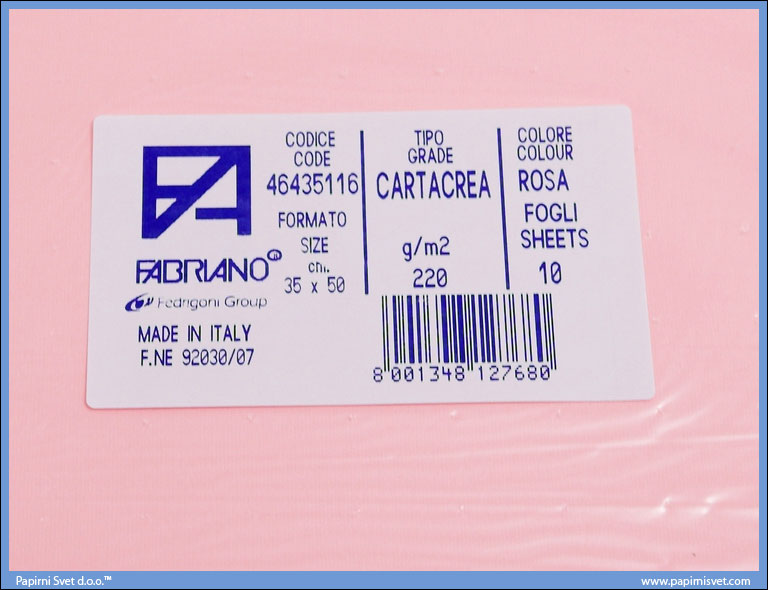 FA
FABRIANO®
Fedrigoni Group
MADE IN ITALY
F.NE 92030/07
CODICE
CODE
46435116
FORMATO
SIZE
cm.
35 x 50
TIPO
GRADE
CARTACREA
g/m2
220
COLORE
COLOUR
ROSA
FOGLI
SHEETS
10
8 001348 127680
Papirni Svet d.o.o.™
www.papirnisvet.com